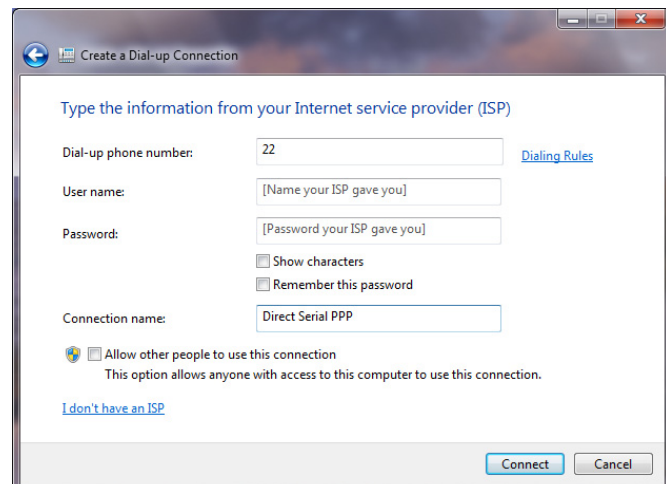 Create a Dial-up Connection
Type the information from your Internet service provider (ISP)
Dial-up phone number: 22 Dialing Rules
User name: [Name your ISP gave you]
Password: [Password your ISP gave you]
Show characters
Remember this password
Connection name: Direct Serial PPP
Allow other people to use this connection
This option allows anyone with access to this computer to use this connection.
I don't have an ISP
Connect Cancel